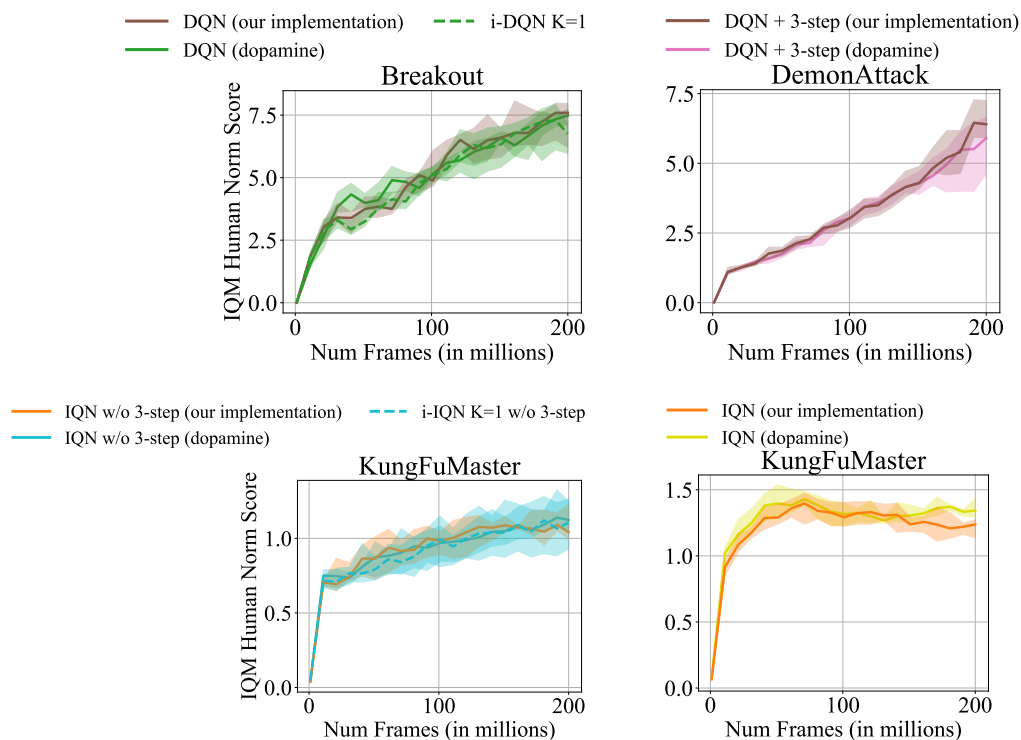 DQN (our implementation)
i-DQN K=1
DQN (dopamine)
Breakout
IQM Human Norm Score
7.5
5.0
2.5
0.0
0
100
200
Num Frames (in millions)
DQN + 3-step (our implementation)
DQN + 3-step (dopamine)
DemonAttack
7.5
5.0
2.5
0.0
0
100
200
Num Frames (in millions)
IQN w/o 3-step (our implementation)
i-IQN K=1 w/o 3-step
IQN w/o 3-step (dopamine)
KungFuMaster
IQM Human Norm Score
1.0
0.5
0.0
0
100
200
Num Frames (in millions)
IQN (our implementation)
IQN (dopamine)
KungFuMaster
1.5
1.0
0.5
0.0
0
100
200
Num Frames (in millions)